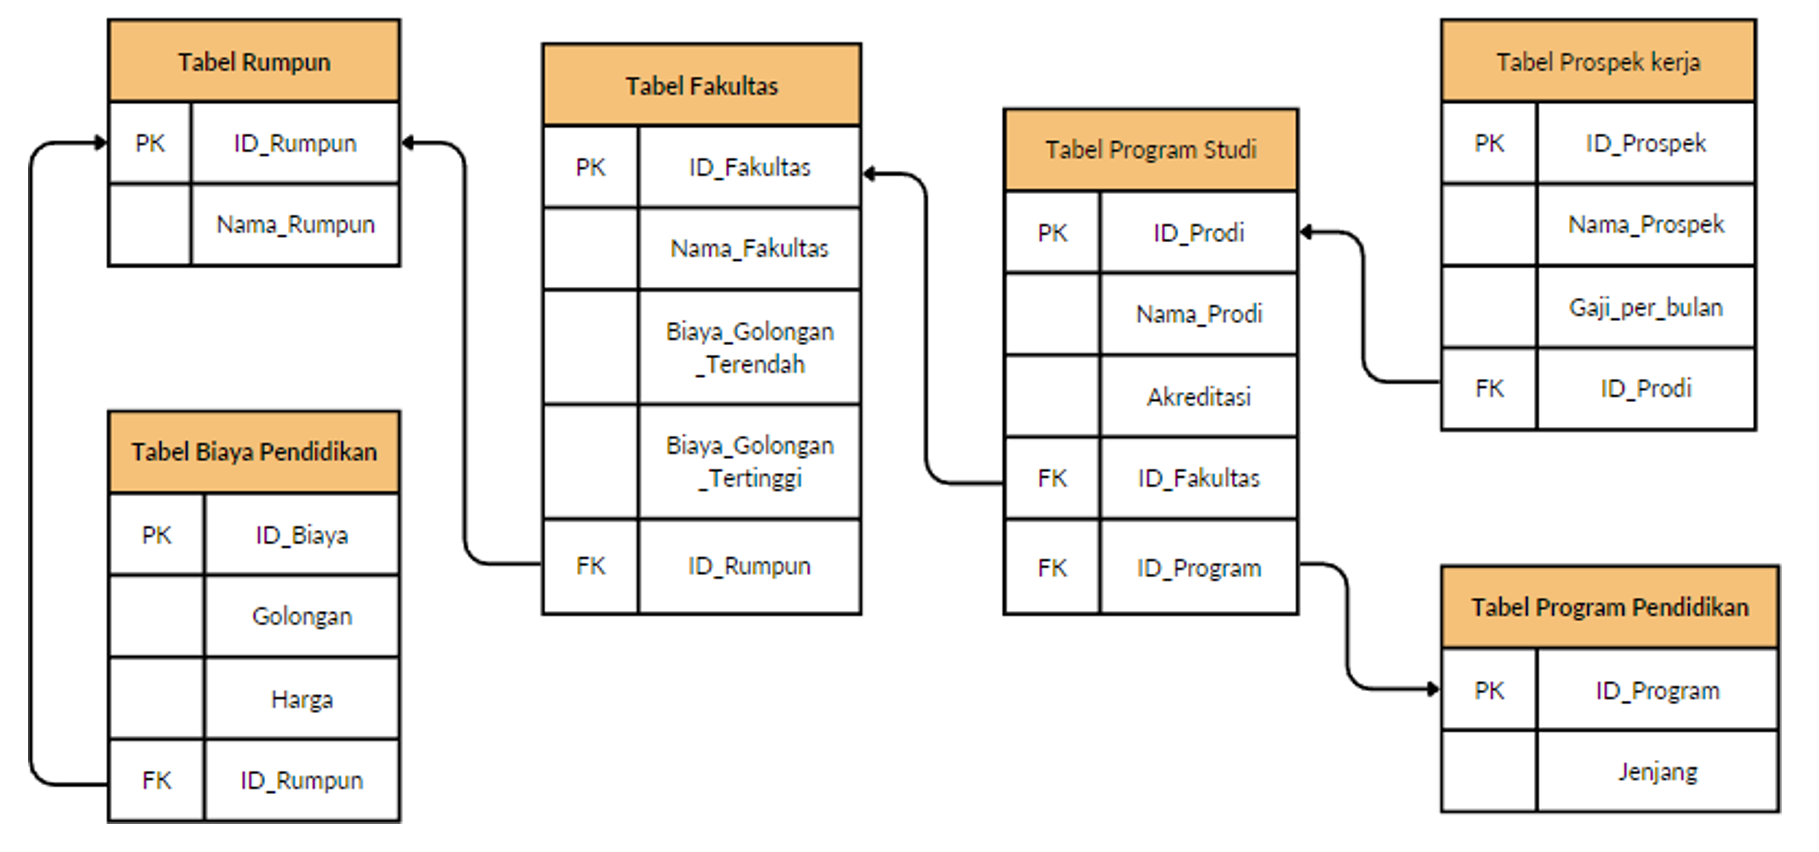 Tabel Rumpun
PK ID_Rumpun
Nama_Rumpun
Tabel Biaya Pendidikan
PK ID_Biaya
Golongan
Harga
FK ID_Rumpun
Tabel Fakultas
PK ID_Fakultas
Nama_Fakultas
Biaya_Golongan
_Terendah
Biaya_Golongan
_Tertinggi
FK ID_Rumpun
Tabel Program Studi
PK ID_Prodi
Nama_Prodi
Akreditasi
FK ID_Fakultas
FK ID_Program
Tabel Prospek kerja
PK ID_Prospek
Nama_Prospek
Gaji_per_bulan
FK ID_Prodi
Tabel Program Pendidikan
PK ID_Program
Jenjang